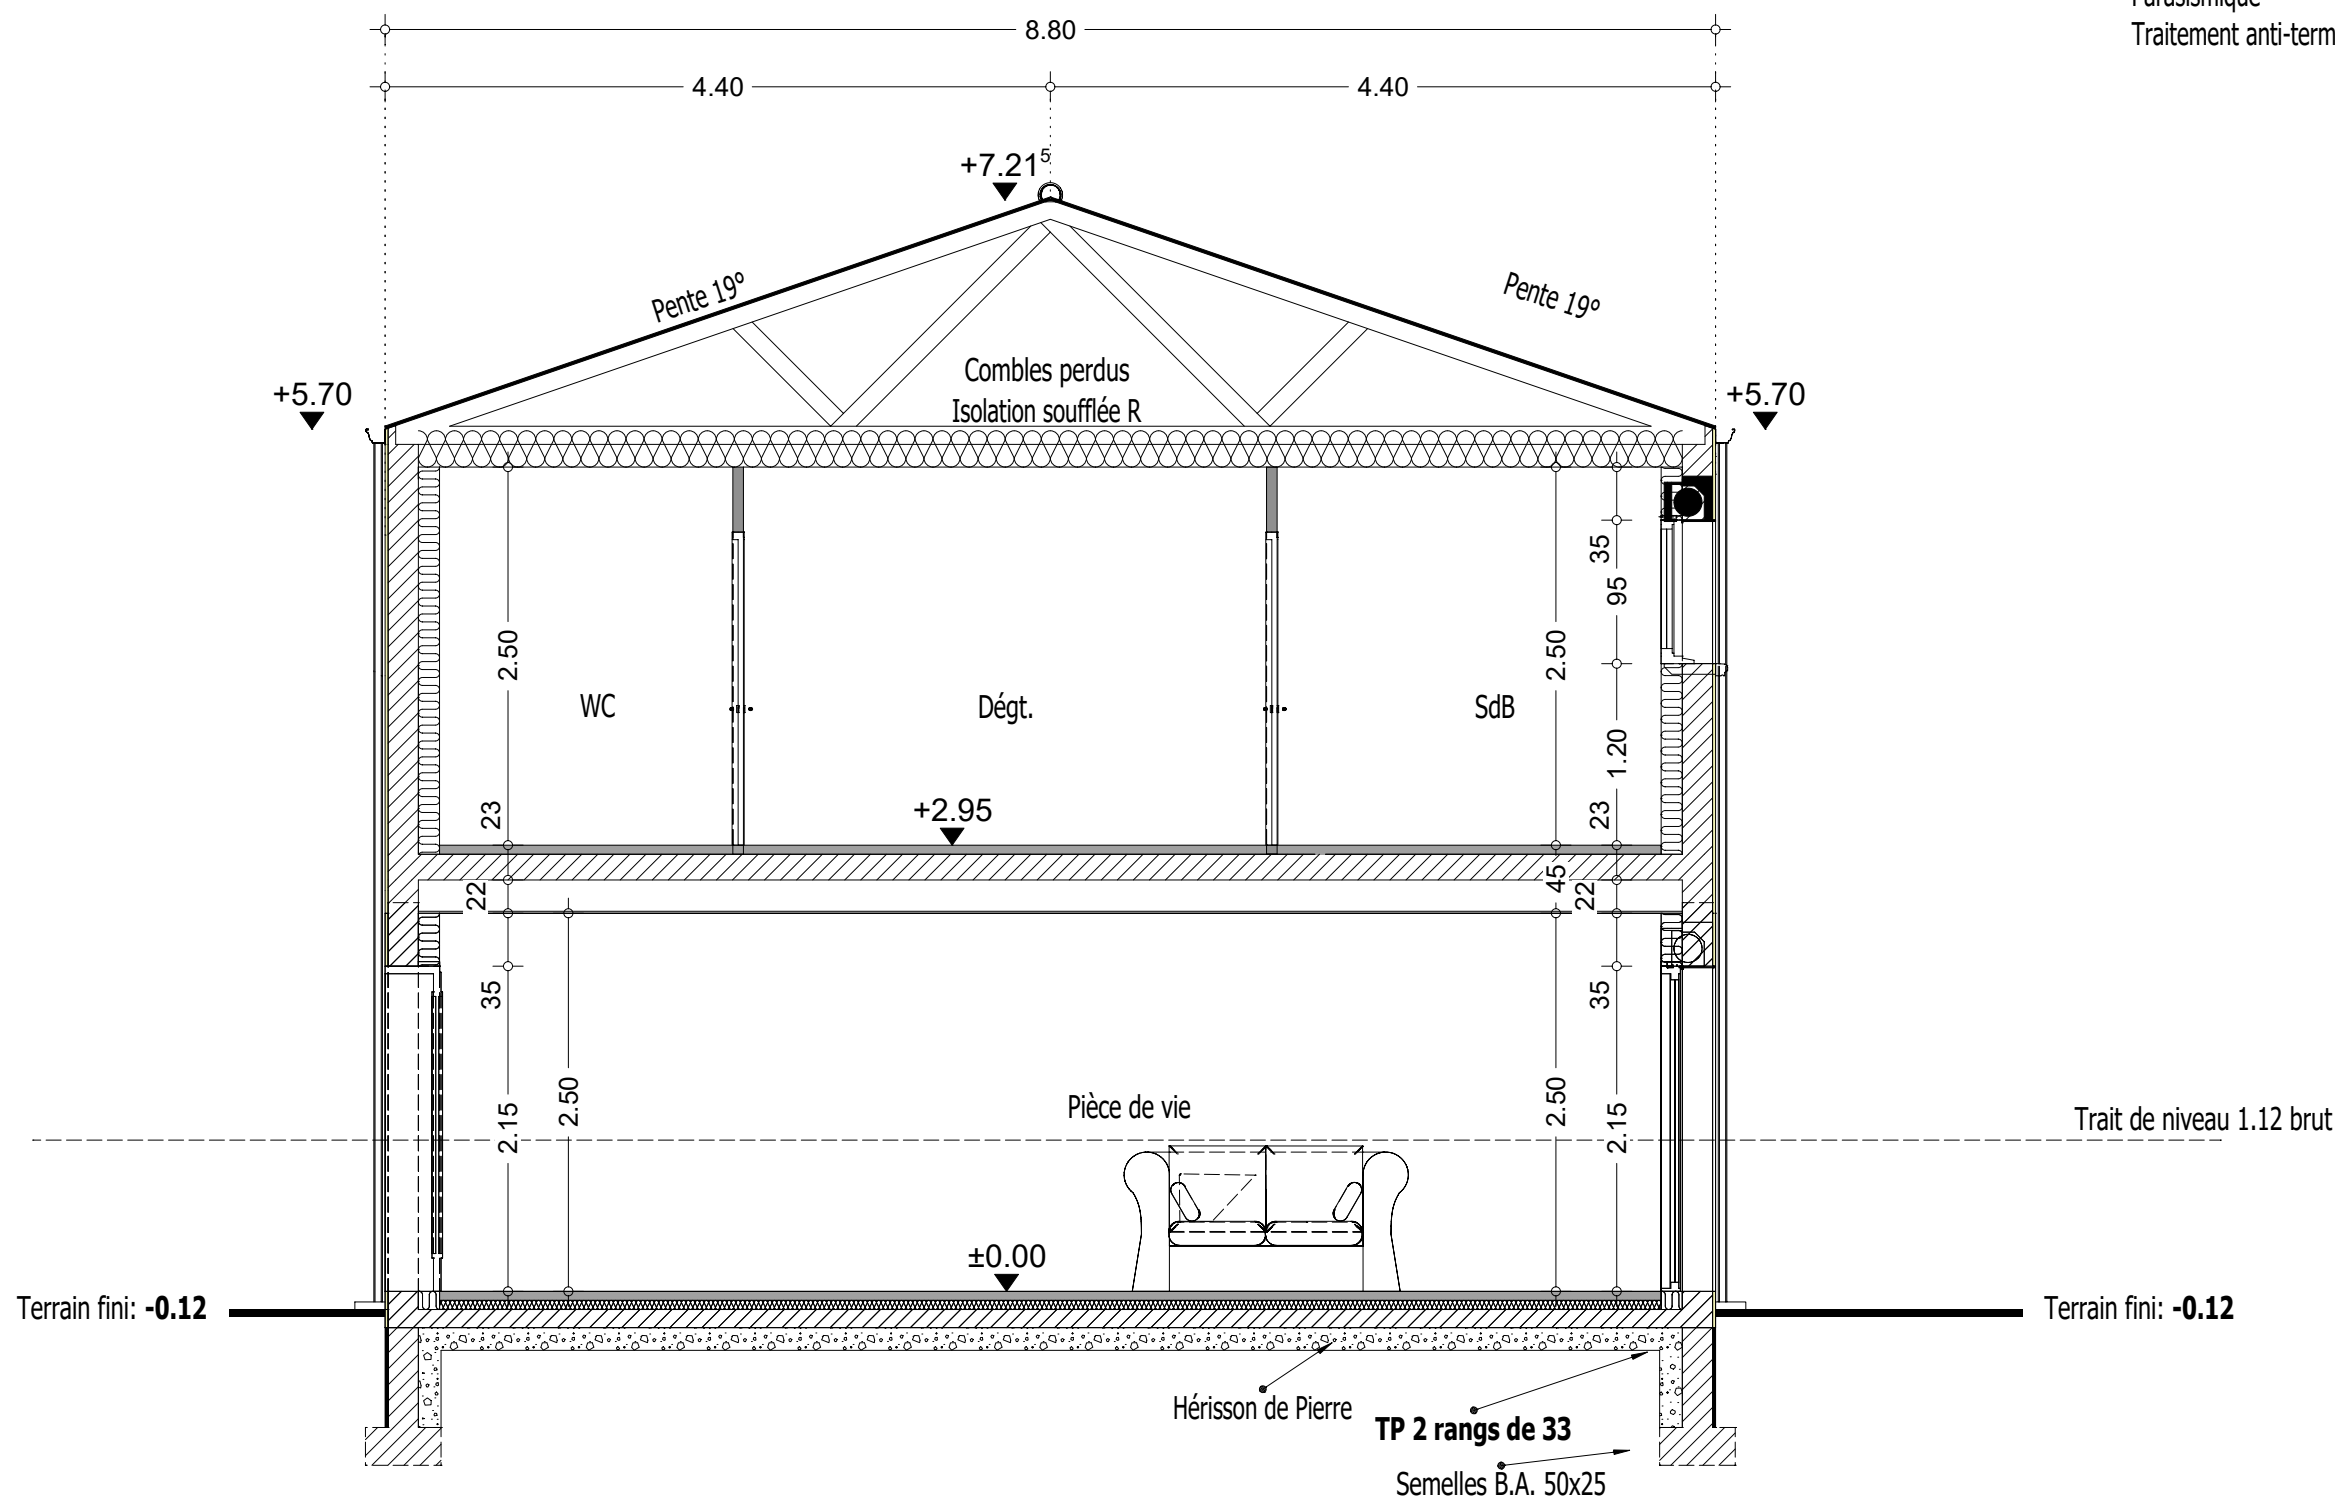 Parasismique
Traitement anti-term
8.80
4.40
4.40
+7.21⁵
Pente 19°
Pente 19°
+5.70
+5.70
Combles perdus
Isolation soufflée R
35
95
2.50
2.50
WC
Dégt.
SdB
1.20
+2.95
23
23
22
45
22
35
35
2.50
2.50
2.15
2.15
Pièce de vie
Trait de niveau 1.12 brut
±0.00
Terrain fini: -0.12
Terrain fini: -0.12
Hérisson de Pierre
TP 2 rangs de 33
Semelles B.A. 50x25